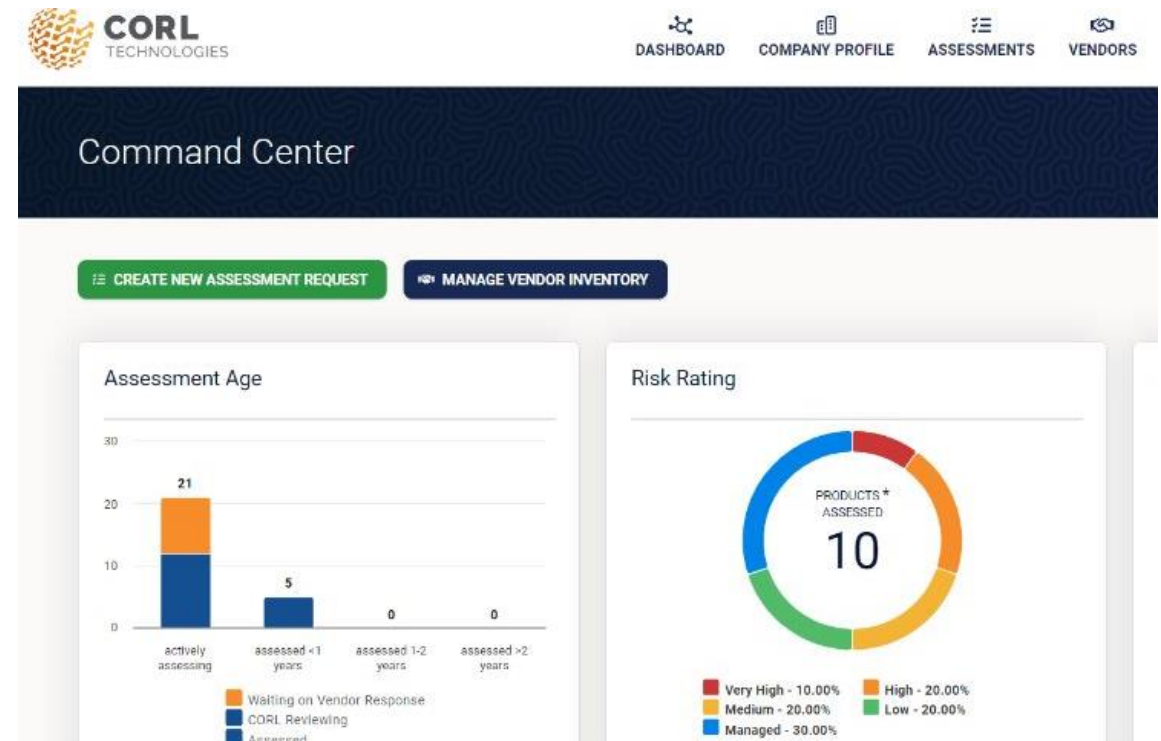 CORL
TECHNOLOGIES
DASHBOARD
COMPANY PROFILE
ASSESSMENTS
VENDORS
Command Center
CREATE NEW ASSESSMENT REQUEST
MANAGE VENDOR INVENTORY
Assessment Age
30
21
20
10
5
0
0
0
actively
assessing
assessed <1
years
assessed 1-2
years
assessed >2
years
Waiting on Vendor Response
CORL Reviewing
Assessed
Risk Rating
PRODUCTS *
ASSESSED
10
Very High - 10.00%
High - 20.00%
Medium - 20.00%
Low - 20.00%
Managed - 30.00%